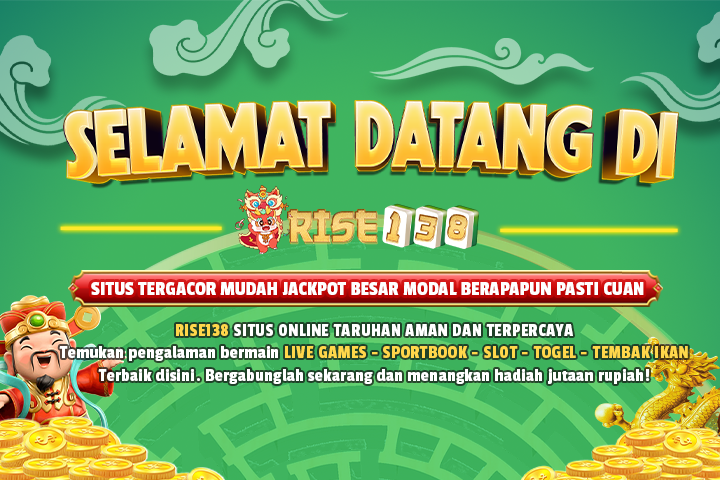 SELAMAT DATANG DI
RISE138
SITUS TERGACOR MUDAH JACKPOT BESAR MODAL BERAPAPUN PASTI CUAN
RISE138 SITUS ONLINE TARUHAN AMAN DAN TERPERCAYA
Temukan pengalaman bermain LIVE GAMES - SPORTBOOK - SLOT - TOGEL - TEMBAK IKAN
Terbaik disini. Bergabunglah sekarang dan menangkan hadiah jutaan rupiah!